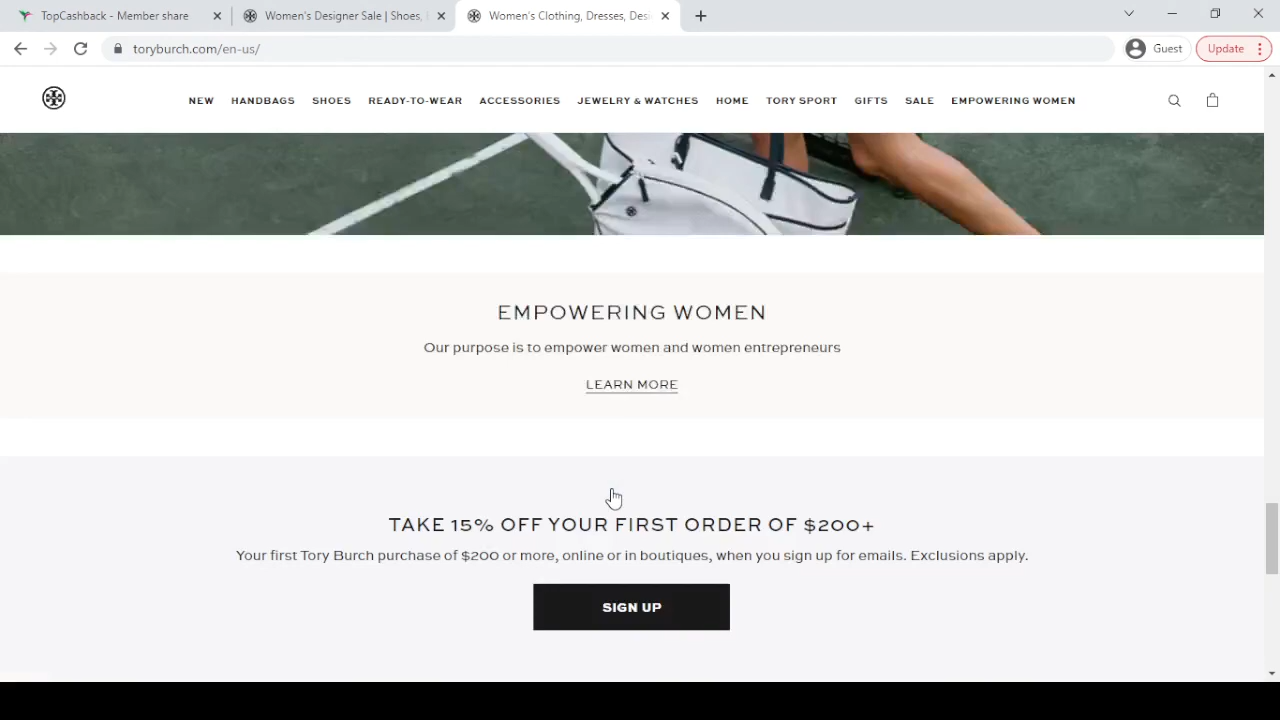 TopCashback - Member share
Women's Designer Sale | Shoes,
Women's Clothing, Dresses, Des
toryburch.com/en-us/
Guest
Update
NEW HANDBAGS SHOES READY-TO-WEAR ACCESSORIES JEWELRY & WATCHES HOME TORY SPORT GIFTS SALE EMPOWERING WOMEN
EMPOWERING WOMEN
Our purpose is to empower women and women entrepreneurs
LEARN MORE
TAKE 15% OFF YOUR FIRST ORDER OF $200+
Your first Tory Burch purchase of $200 or more, online or in boutiques, when you sign up for emails. Exclusions apply.
SIGN UP